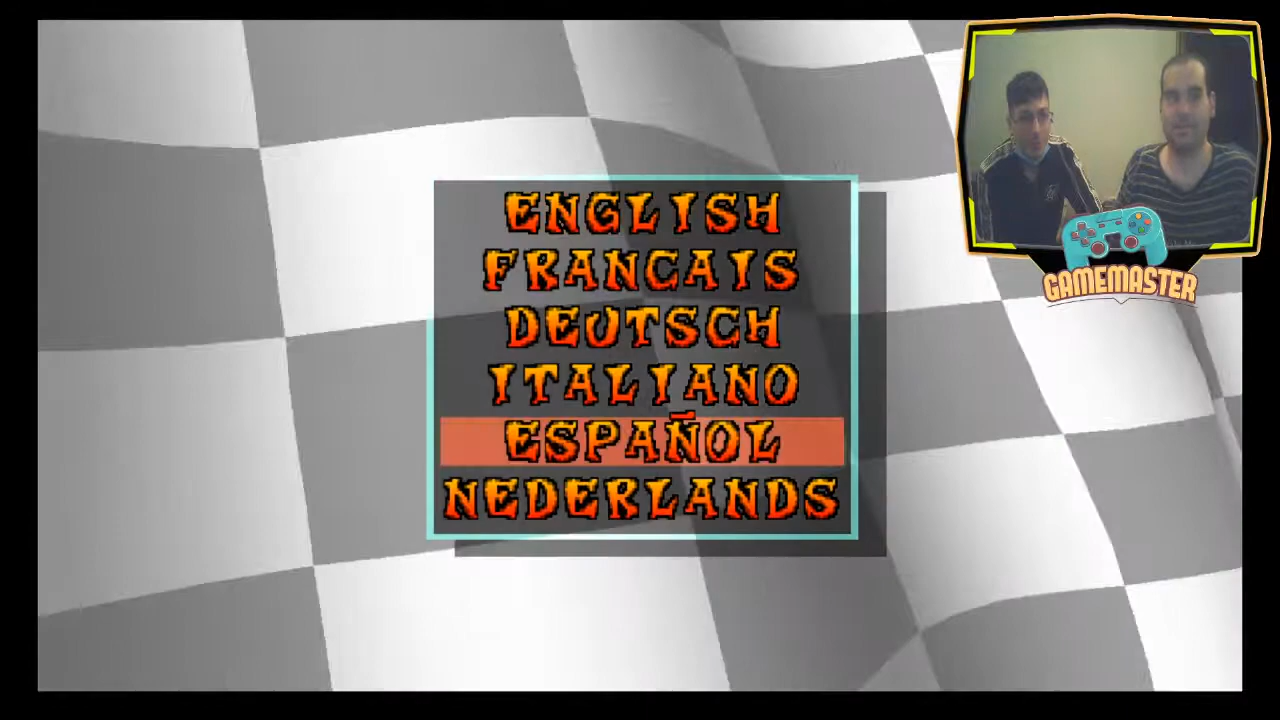 ENGLISH
FRANCAIS
DEUTSCH
ITALIANO
ESPAÑOL
NEDERLANDS
GAMEMASTER